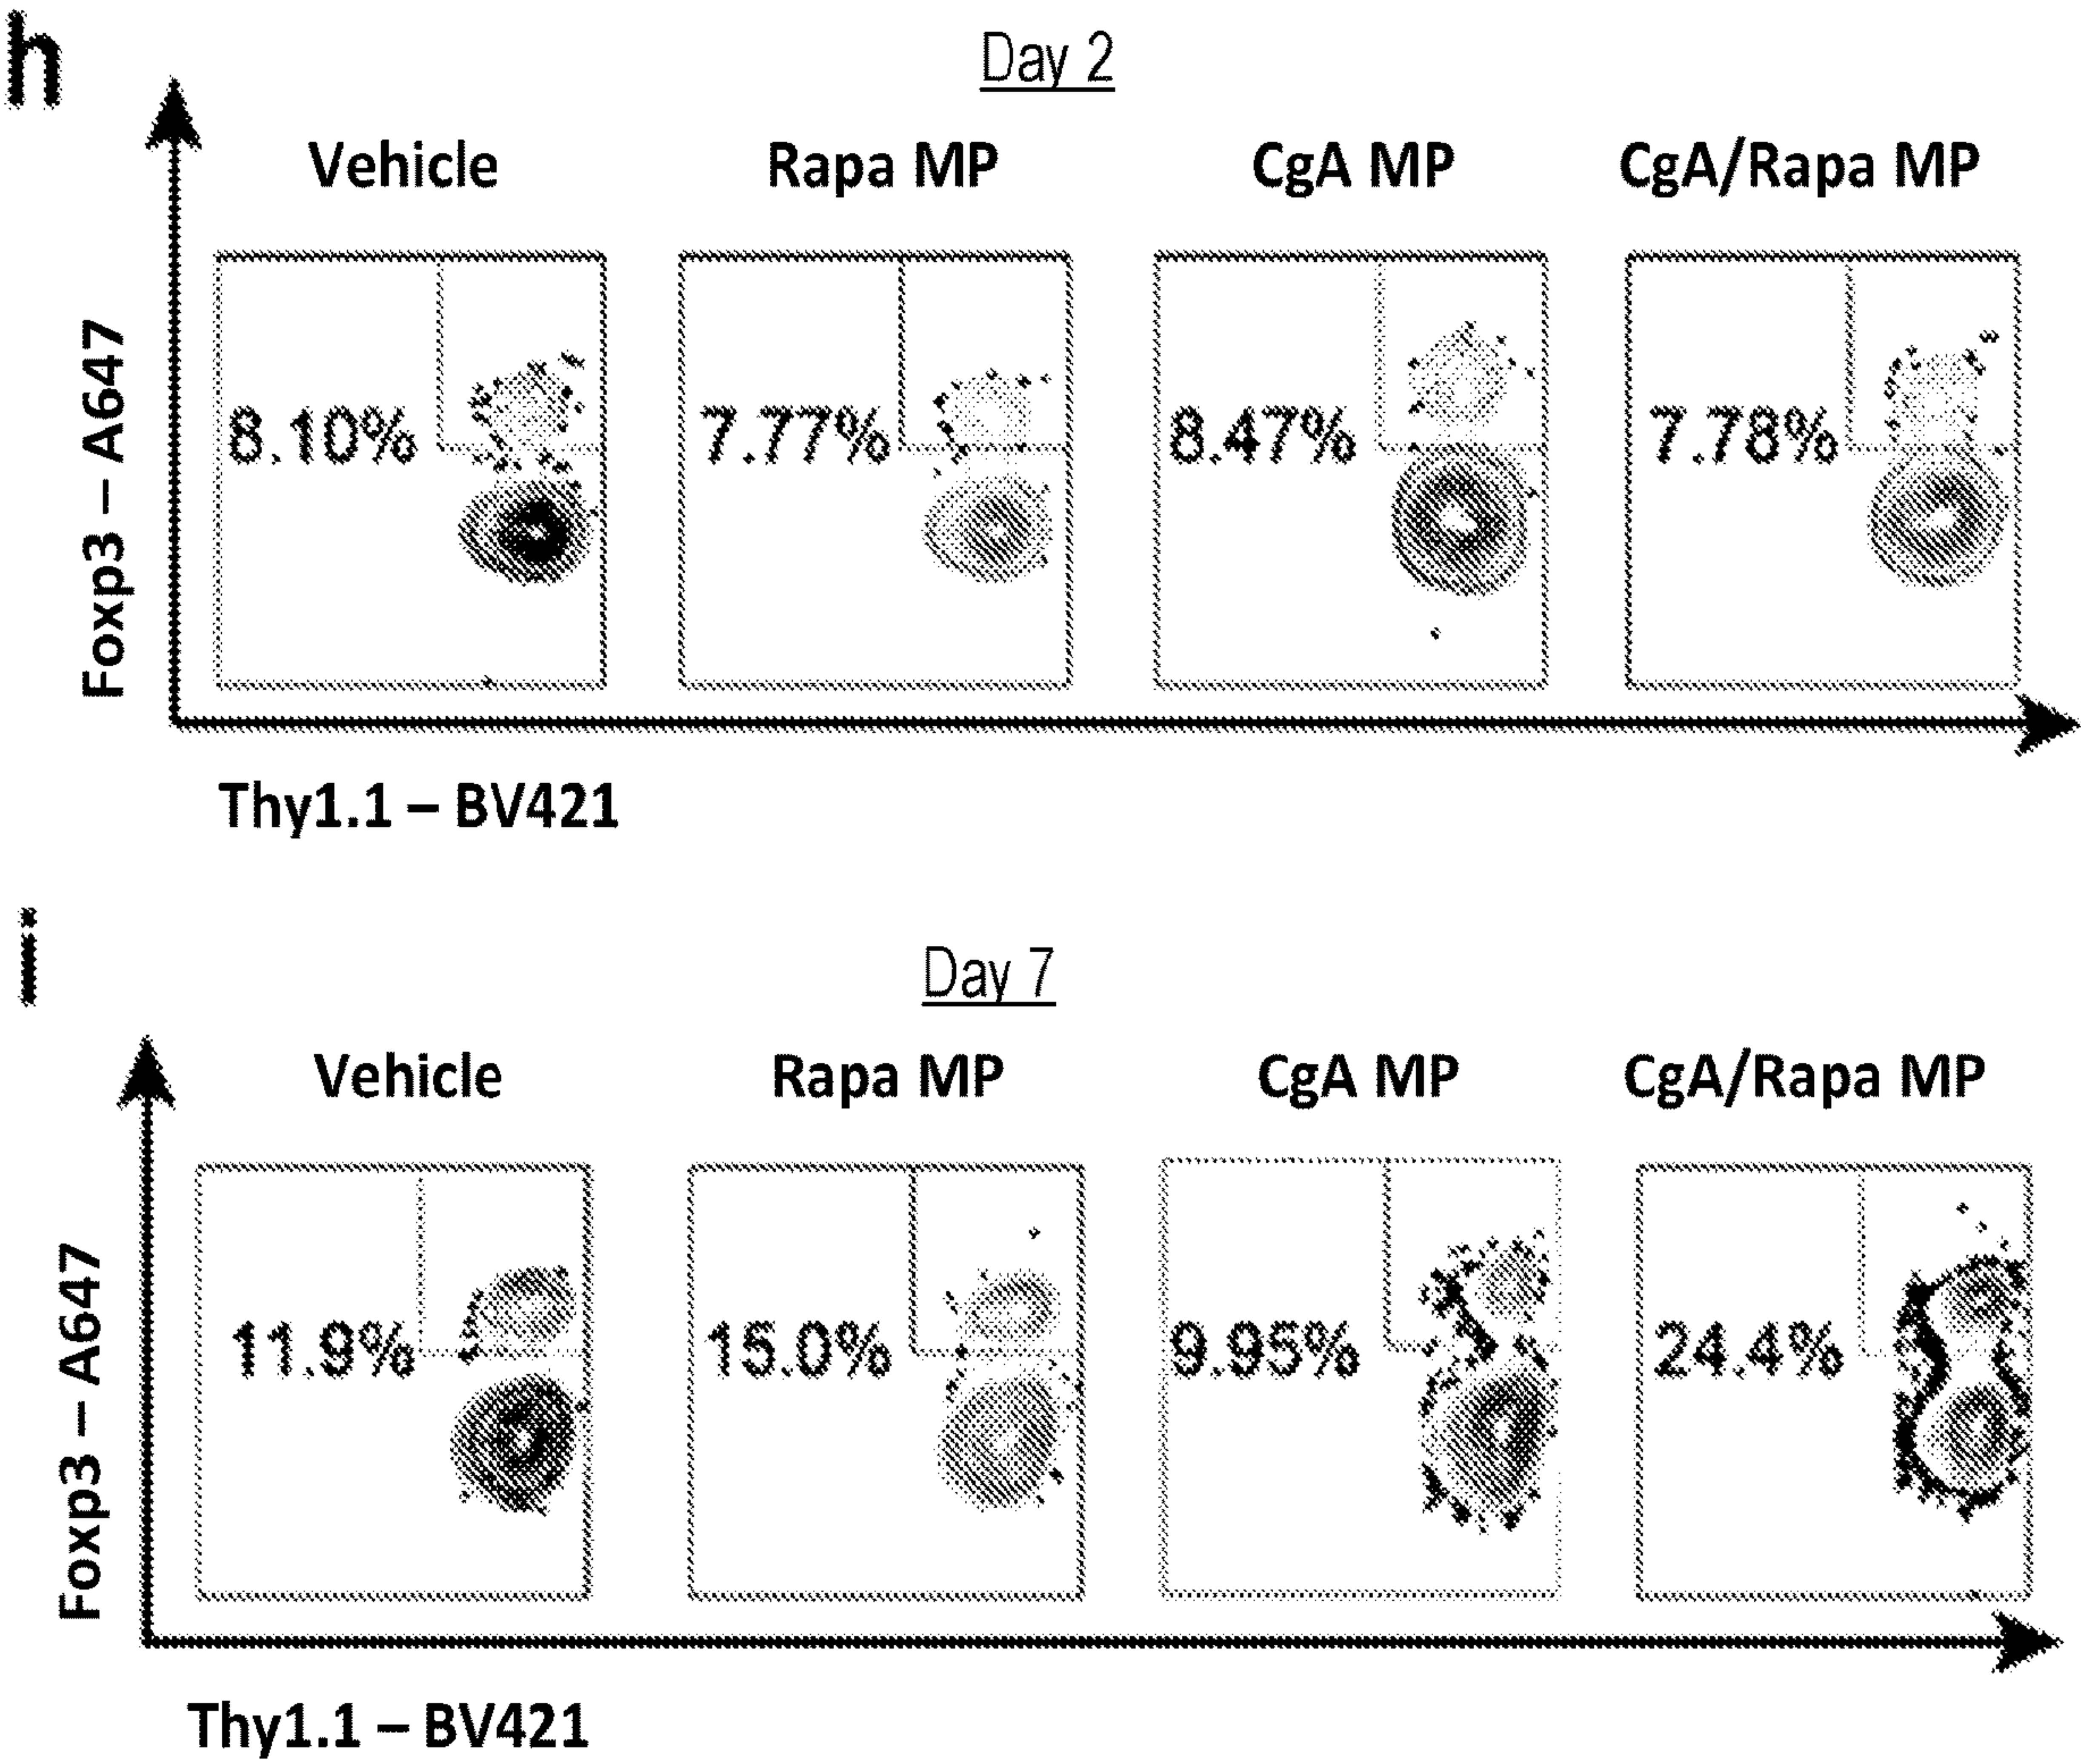 h
Day 2
Vehicle Rapa MP CgA MP CgA/Rapa MP
Foxp3 – A647
8.10% 7.77% 8.47% 7.78%
Thy1.1 – BV421
i
Day 7
Vehicle Rapa MP CgA MP CgA/Rapa MP
Foxp3 – A647
11.9% 15.0% 9.95% 24.4%
Thy1.1 – BV421